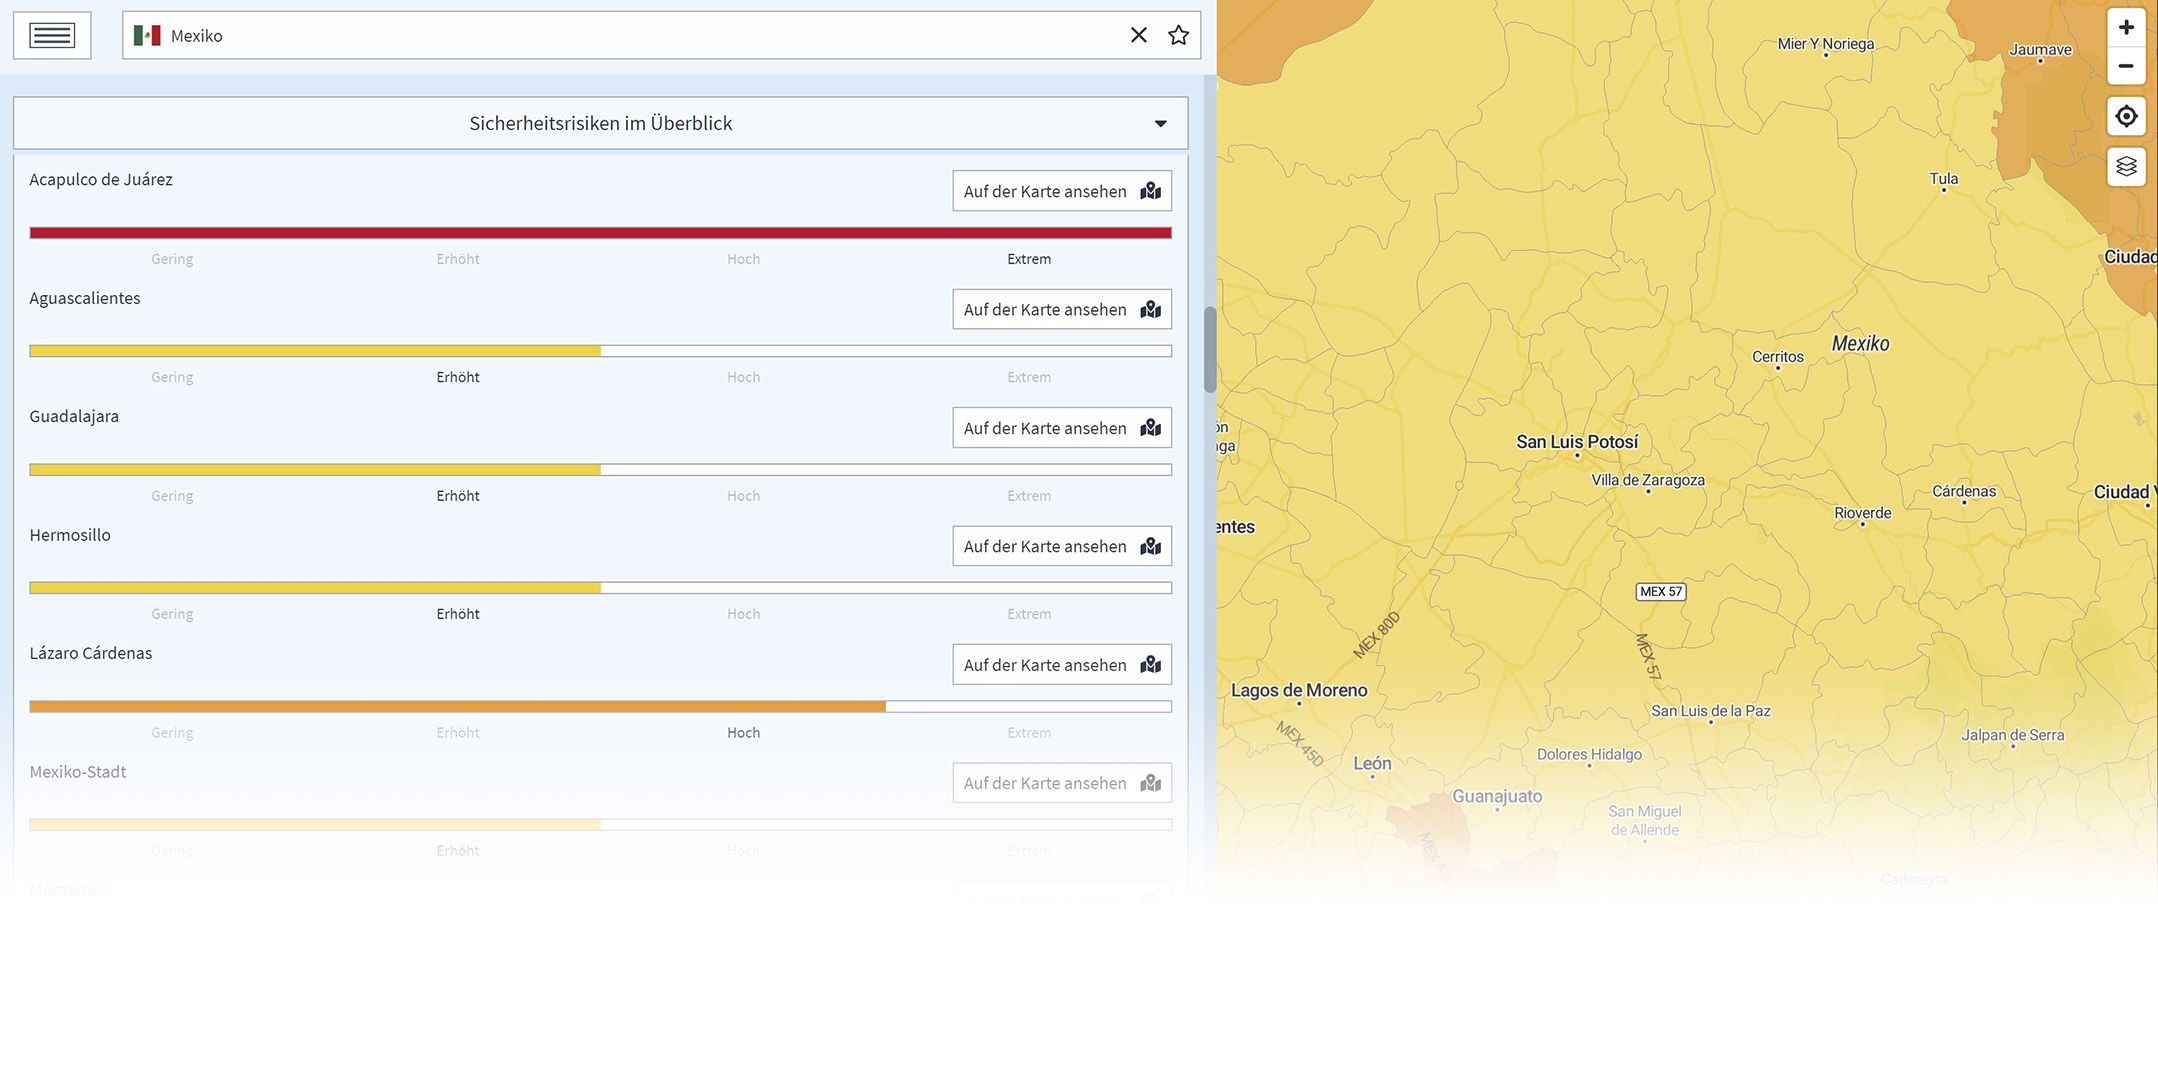 Mexiko
Sicherheitsrisiken im Überblick
Acapulco de Juárez
Auf der Karte ansehen
Gering Erhöht Hoch Extrem
Aguascalientes
Auf der Karte ansehen
Gering Erhöht Hoch Extrem
Guadalajara
Auf der Karte ansehen
Gering Erhöht Hoch Extrem
Hermosillo
Auf der Karte ansehen
Gering Erhöht Hoch Extrem
Lázaro Cárdenas
Auf der Karte ansehen
Gering Erhöht Hoch Extrem
Mexiko-Stadt
Auf der Karte ansehen
Gering Erhöht Hoch Extrem
Monterrey
Mier Y Noriega
Jaumave
Tula
Ciudad
Mexiko
Cerritos
San Luis Potosí
Villa de Zaragoza
Cárdenas
Ciudad V
Rioverde
entes
MEX 57
MEX 80D
MEX 57
Lagos de Moreno
San Luis de la Paz
MEX 45D
Jalpan de Serra
Dolores Hidalgo
León
Guanajuato
San Miguel
de Allende
Cadereyta